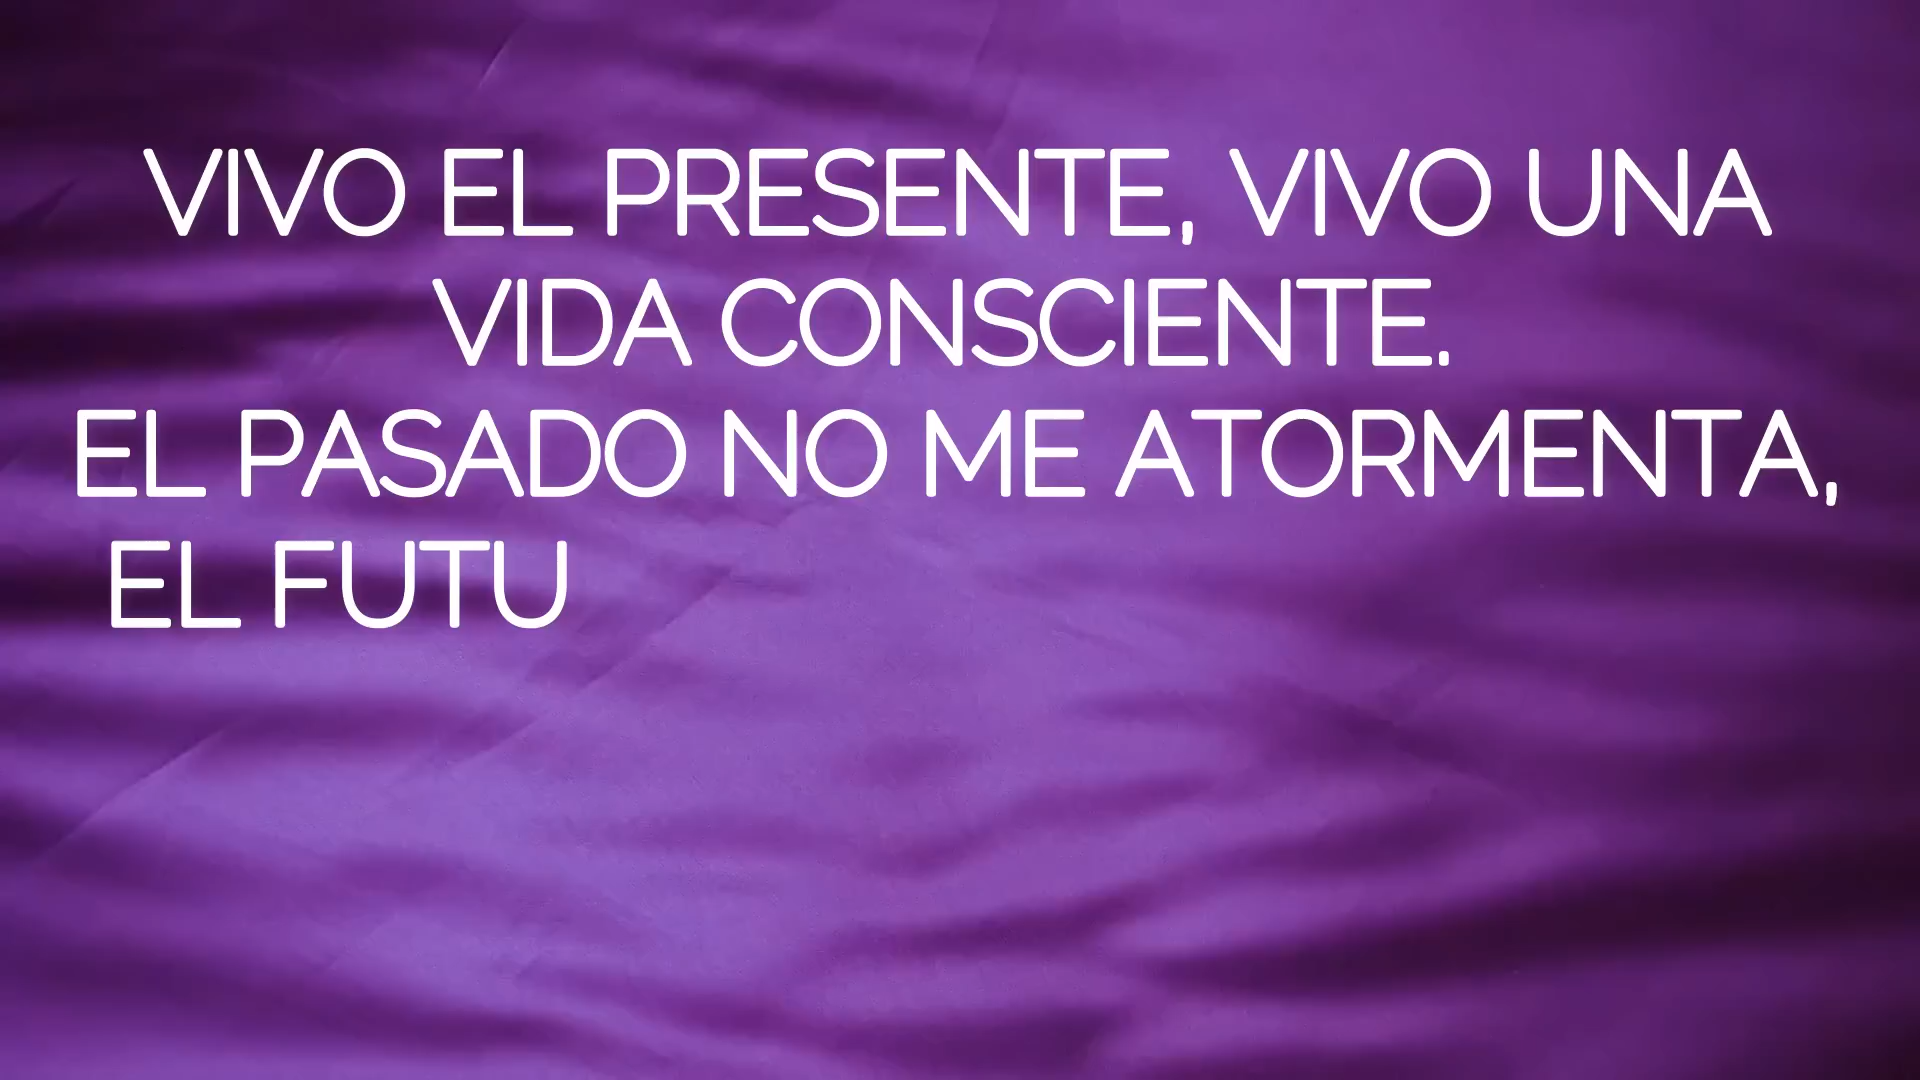 VIVO EL PRESENTE, VIVO UNA
VIDA CONSCIENTE.
EL PASADO NO ME ATORMENTA,
EL FUTU